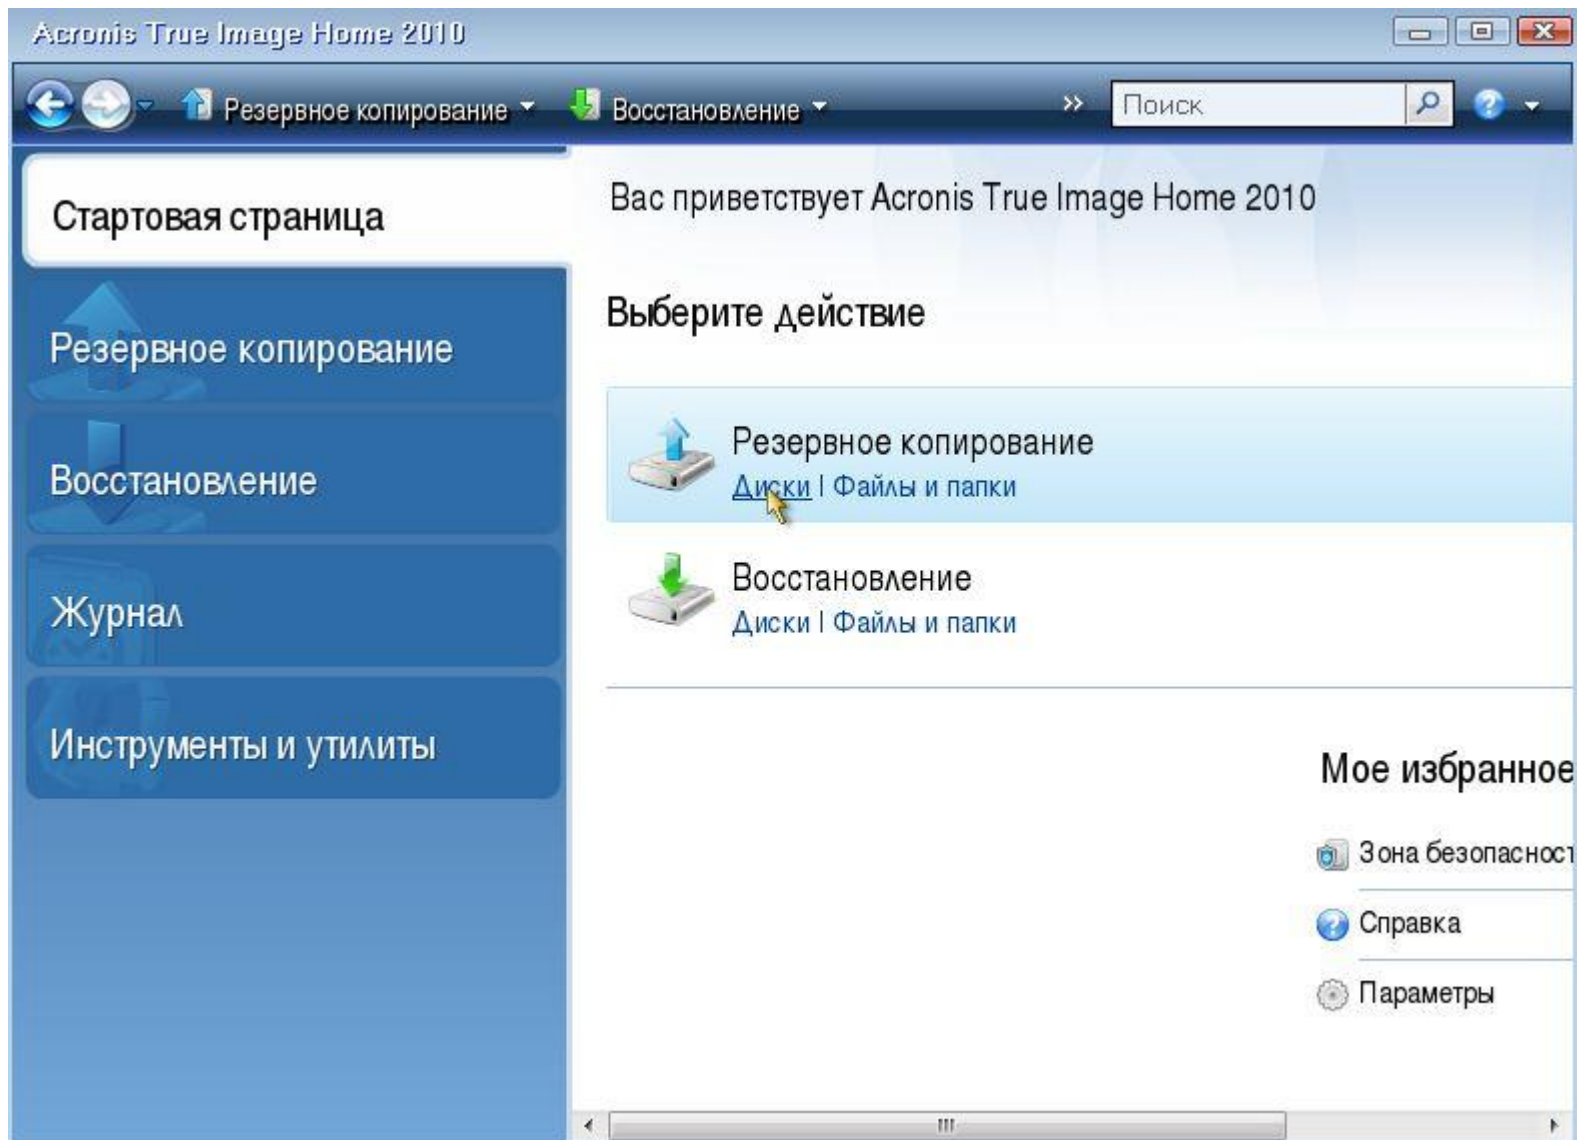 Acronis True Image Home 2010
Резервное копирование
Восстановление
Поиск
Стартовая страница
Резервное копирование
Восстановление
Журнал
Инструменты и утилиты
Вас приветствует Acronis True Image Home 2010
Выберите действие
Резервное копирование
Диски | Файлы и папки
Восстановление
Диски | Файлы и папки
Мое избранное
Зона безопасност
Справка
Параметры